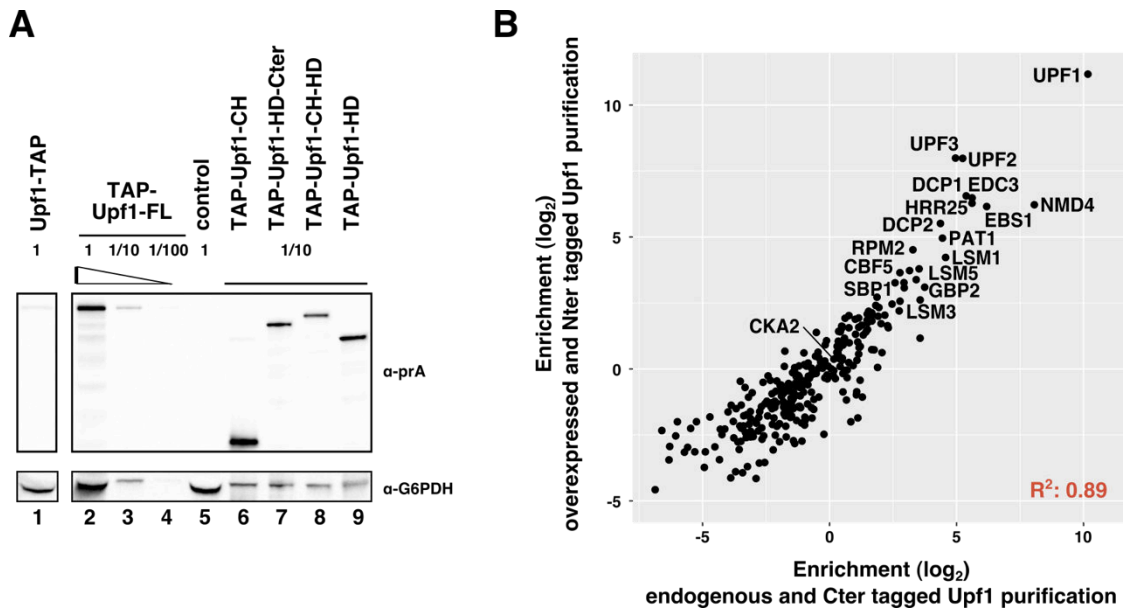 A
Upf1-TAP
TAP-
Upf1-FL
control
TAP-Upf1-CH
TAP-Upf1-HD-Cter
TAP-Upf1-CH-HD
TAP-Upf1-HD
1
1 1/10 1/100
1
1/10
α-prA
α-G6PDH
1 2 3 4 5 6 7 8 9
B
Enrichment (log2)
overexpressed and Nter tagged Upf1 purification
10
5
0
-5
UPF1
UPF3
UPF2
DCP1
EDC3
HRR25
NMD4
EBS1
DCP2
PAT1
RPM2
LSM1
CBF5
LSM5
SBP1
GBP2
LSM3
CKA2
R²: 0.89
-5 0 5 10
Enrichment (log2)
endogenous and Cter tagged Upf1 purification